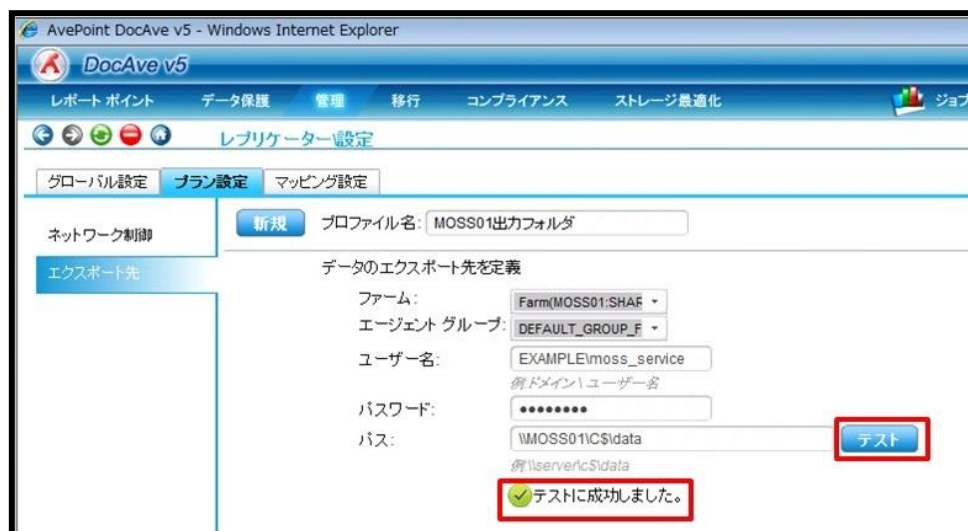 AvePoint DocAve v5 - Windows Internet Explorer
DocAve v5
レポート ポイント データ保護 管理 移行 コンプライアンス ストレージ最適化 ジョブ
レプリケーター\設定
グローバル設定 プラン設定 マッピング設定
新規 プロファイル名: MOSS01出力フォルダ
ネットワーク制御
エクスポート先
データのエクスポート先を定義
ファーム: Farm(MOSS01:SHAR
エージェント グループ: DEFAULT_GROUP_F
ユーザー名: EXAMPLE\moss_service
例 ドメイン \ ユーザー名
パスワード: ●●●●●●●●
パス: \\MOSS01\C$\data テスト
例:\\server\c$\data
テストに成功しました。